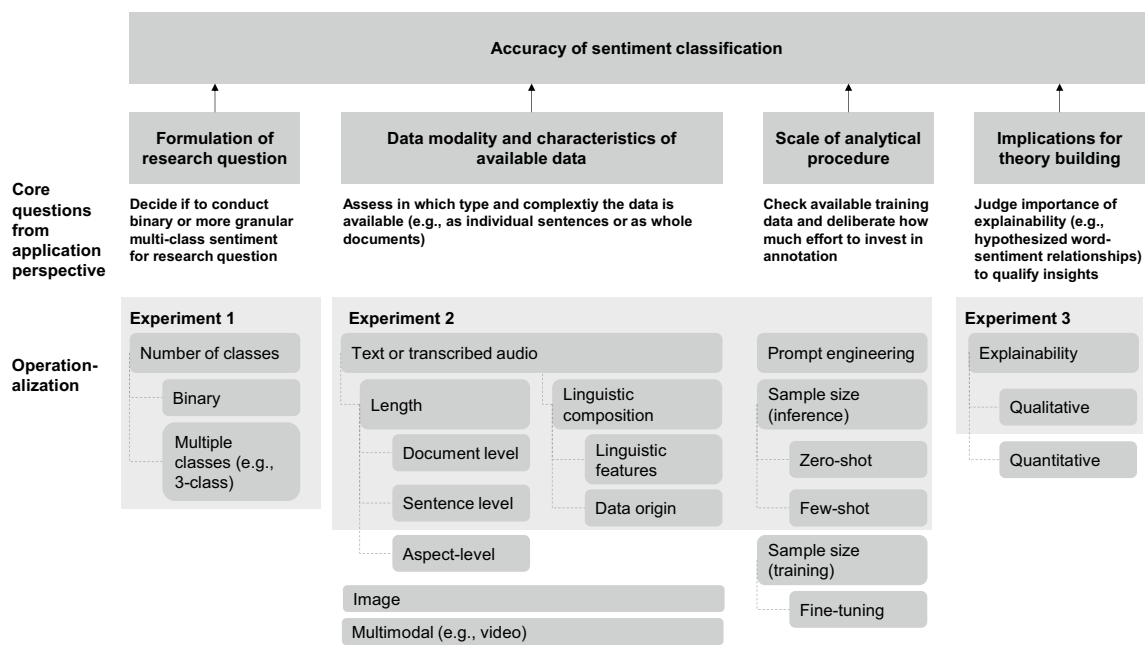 Accuracy of sentiment classification
Formulation of
research question
Data modality and characteristics of
available data
Scale of analytical
procedure
Implications for
theory building
Core
questions
from
application
perspective
Decide if to conduct
binary or more granular
multi-class sentiment
for research question
Assess in which type and complextiy the data is
available (e.g., as individual sentences or as whole
documents)
Check available training
data and deliberate how
much effort to invest in
annotation
Judge importance of
explainability (e.g.,
hypothesized word-
sentiment relationships)
to qualify insights
Operation-
alization
Experiment 1
Number of classes
Binary
Multiple
classes (e.g.,
3-class)
Experiment 2
Text or transcribed audio
Length
Document level
Sentence level
Aspect-level
Linguistic
composition
Linguistic
features
Data origin
Image
Multimodal (e.g., video)
Prompt engineering
Sample size
(inference)
Zero-shot
Few-shot
Sample size
(training)
Fine-tuning
Experiment 3
Explainability
Qualitative
Quantitative